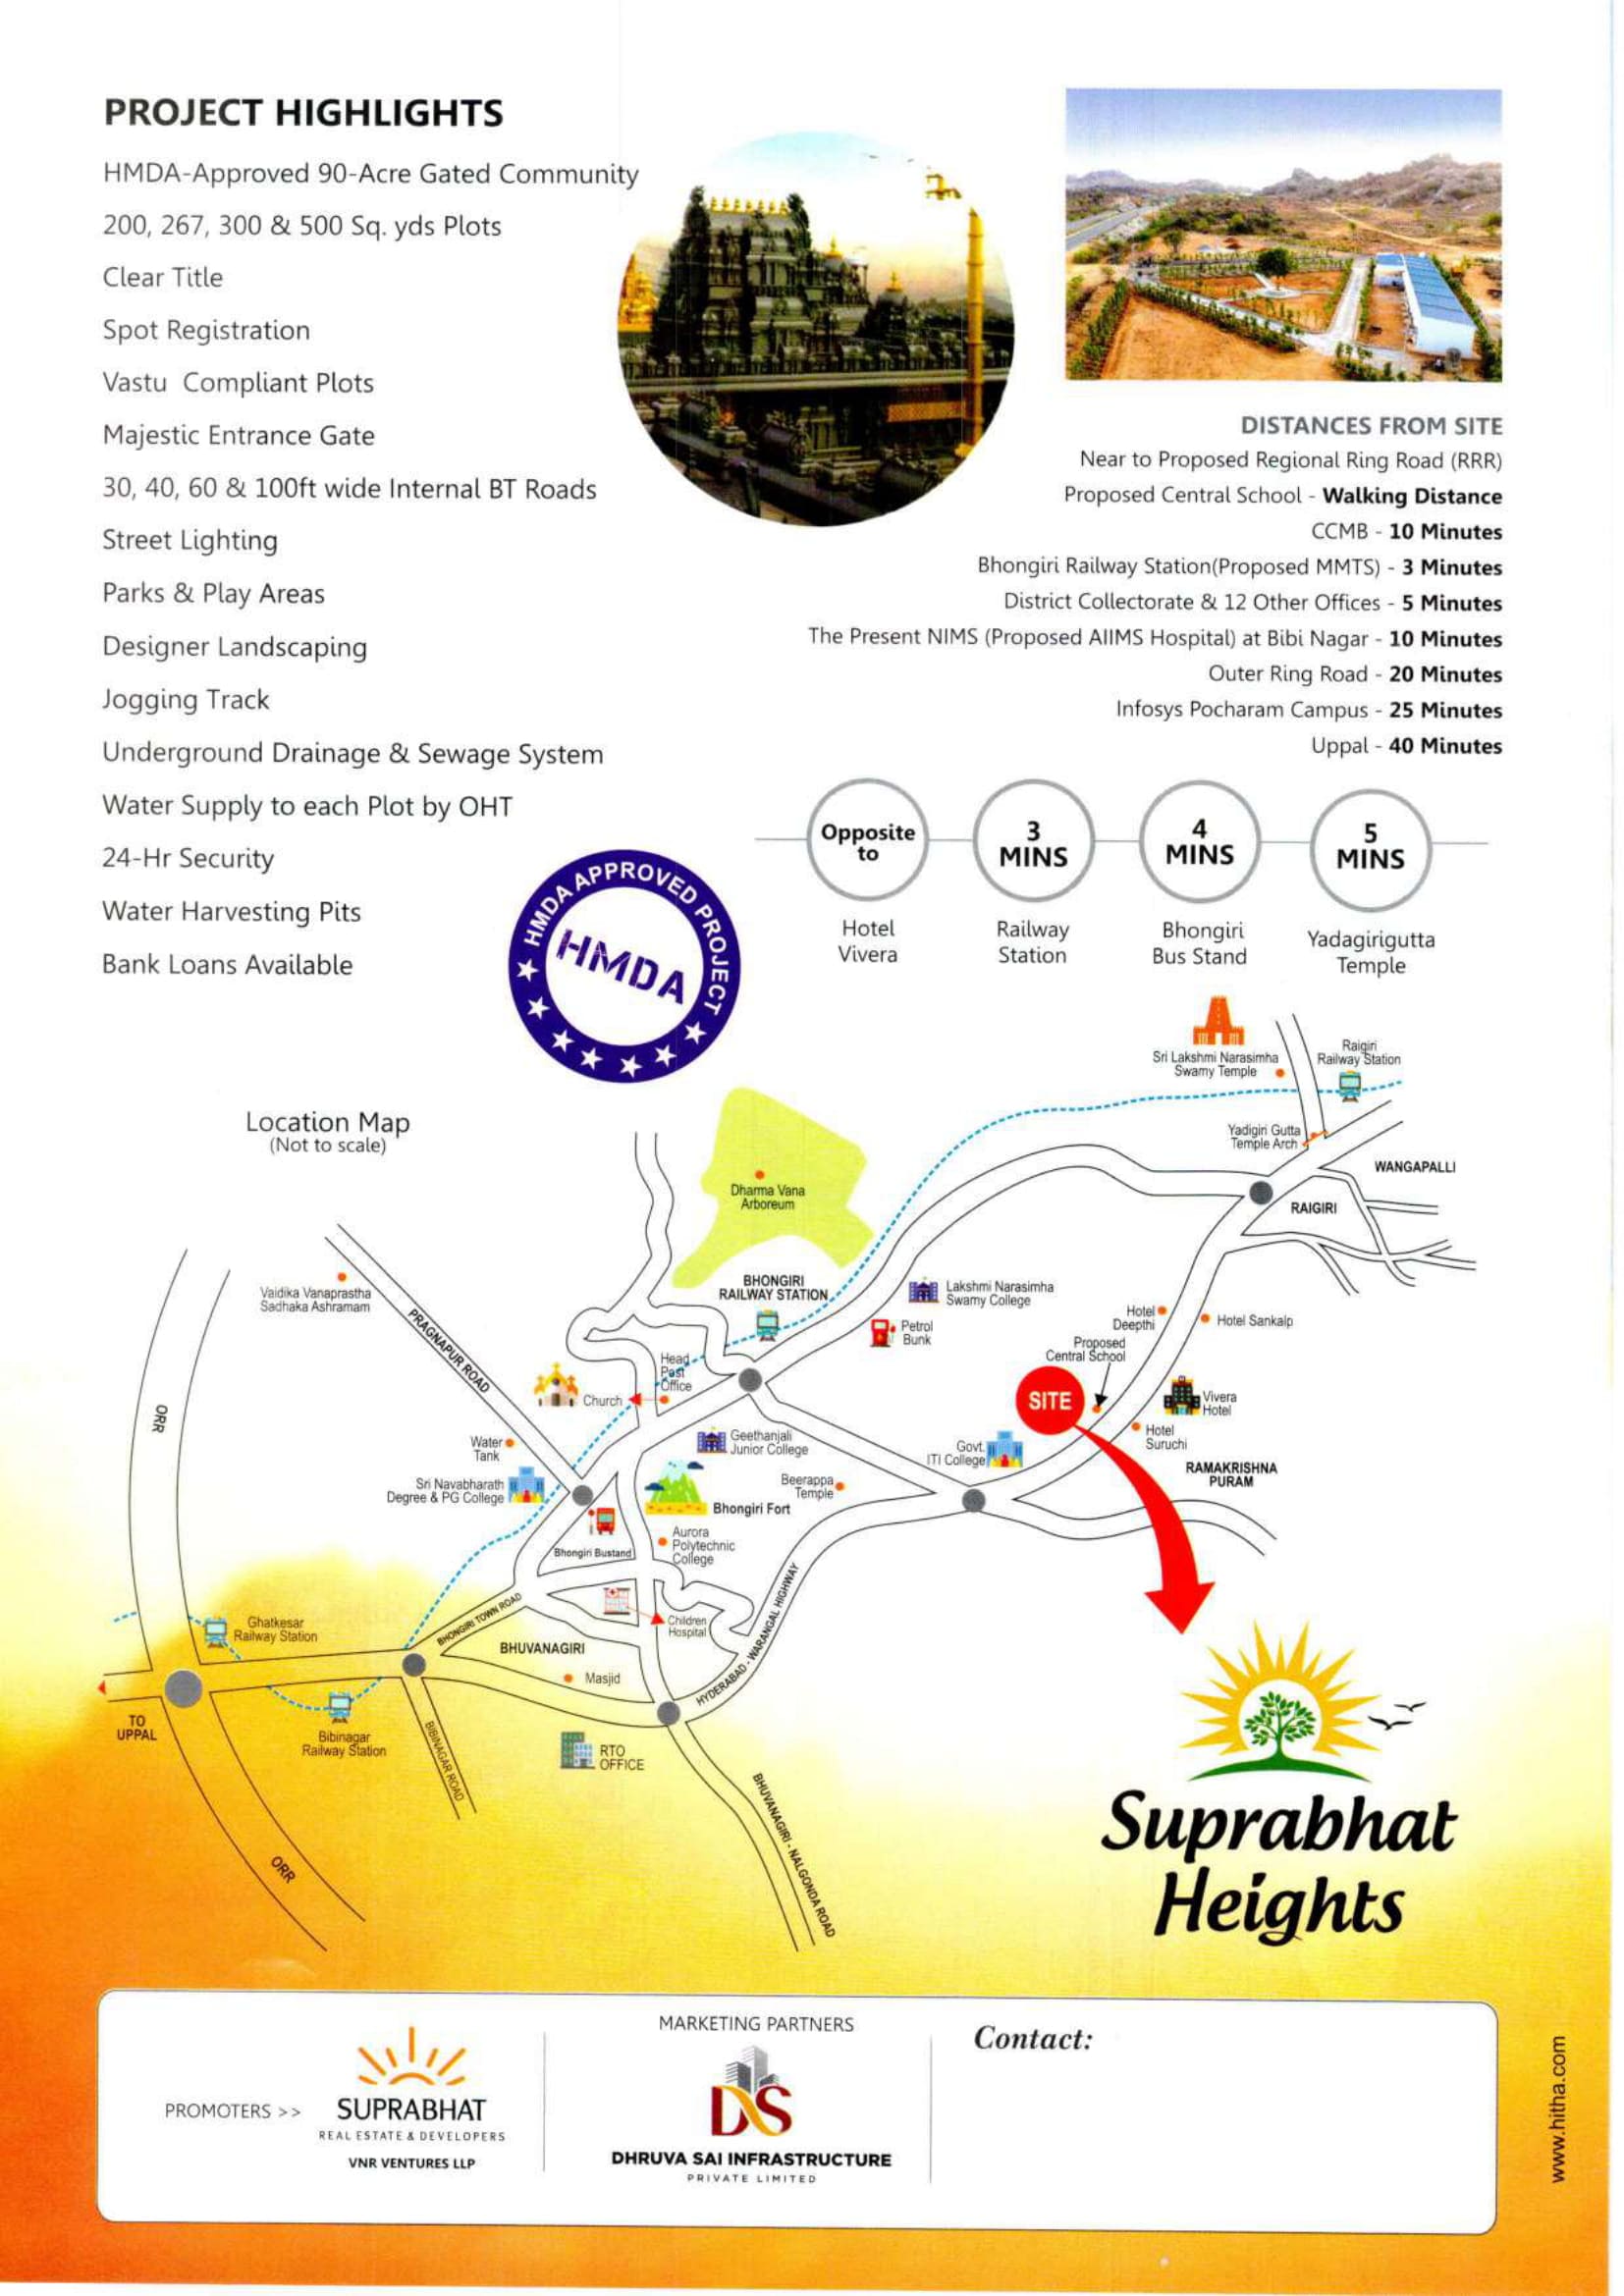 PROJECT HIGHLIGHTS
HMDA-Approved 90-Acre Gated Community
200, 267, 300 & 500 Sq. yds Plots
Clear Title
Spot Registration
Vastu Compliant Plots
Majestic Entrance Gate
30, 40, 60 & 100ft wide Internal BT Roads
Street Lighting
Parks & Play Areas
Designer Landscaping
Jogging Track
Underground Drainage & Sewage System
Water Supply to each Plot by OHT
24-Hr Security
Water Harvesting Pits
Bank Loans Available
DISTANCES FROM SITE
Near to Proposed Regional Ring Road (RRR)
Proposed Central School - Walking Distance
CCMB - 10 Minutes
Bhongiri Railway Station(Proposed MMTS) - 3 Minutes
District Collectorate & 12 Other Offices - 5 Minutes
The Present NIMS (Proposed AIIMS Hospital) at Bibi Nagar - 10 Minutes
Outer Ring Road - 20 Minutes
Infosys Pocharam Campus - 25 Minutes
Uppal - 40 Minutes
Opposite
to
Hotel
Vivera
3
MINS
Railway
Station
4
MINS
Bhongiri
Bus Stand
5
MINS
Yadagirigutta
Temple
HMDA APPROVED PROJECT
HMDA
Location Map
(Not to scale)
Sri Lakshmi Narasimha
Swamy Temple
Raigiri
Railway Station
Yadigiri Gutta
Temple Arch
WANGAPALLI
RAIGIRI
Dharma Vana
Arboreum
BHONGIRI
RAILWAY STATION
Vaidika Vanaprastha
Sadhaka Ashramam
PRAGNAPUR ROAD
Lakshmi Narasimha
Swamy College
Petrol
Bunk
Hotel
Deepthi
Hotel Sankalp
Proposed
Central School
Head
Post
Office
Church
SITE
Vivera
Hotel
Hotel
Suruchi
ORR
Water
Tank
Geethanjali
Junior College
Govt.
ITI College
RAMAKRISHNA
PURAM
Sri Navabharath
Degree & PG College
Beerappa
Temple
Bhongiri Fort
Bhongiri Bustand
Aurora
Polytechnic
College
HYDERABAD - WARANGAL HIGHWAY
BHONGIRI TOWN ROAD
Children
Hospital
Ghatkesar
Railway Station
BHUVANAGIRI
Masjid
TO
UPPAL
Bibinagar
Railway Station
BIBINAGAR ROAD
RTO
OFFICE
BHUVANAGIRI - NALGONDA ROAD
ORR
Suprabhat
Heights
PROMOTERS >>
SUPRABHAT
REAL ESTATE & DEVELOPERS
VNR VENTURES LLP
MARKETING PARTNERS
DS
DHRUVA SAI INFRASTRUCTURE
PRIVATE LIMITED
Contact:
www.hitha.com